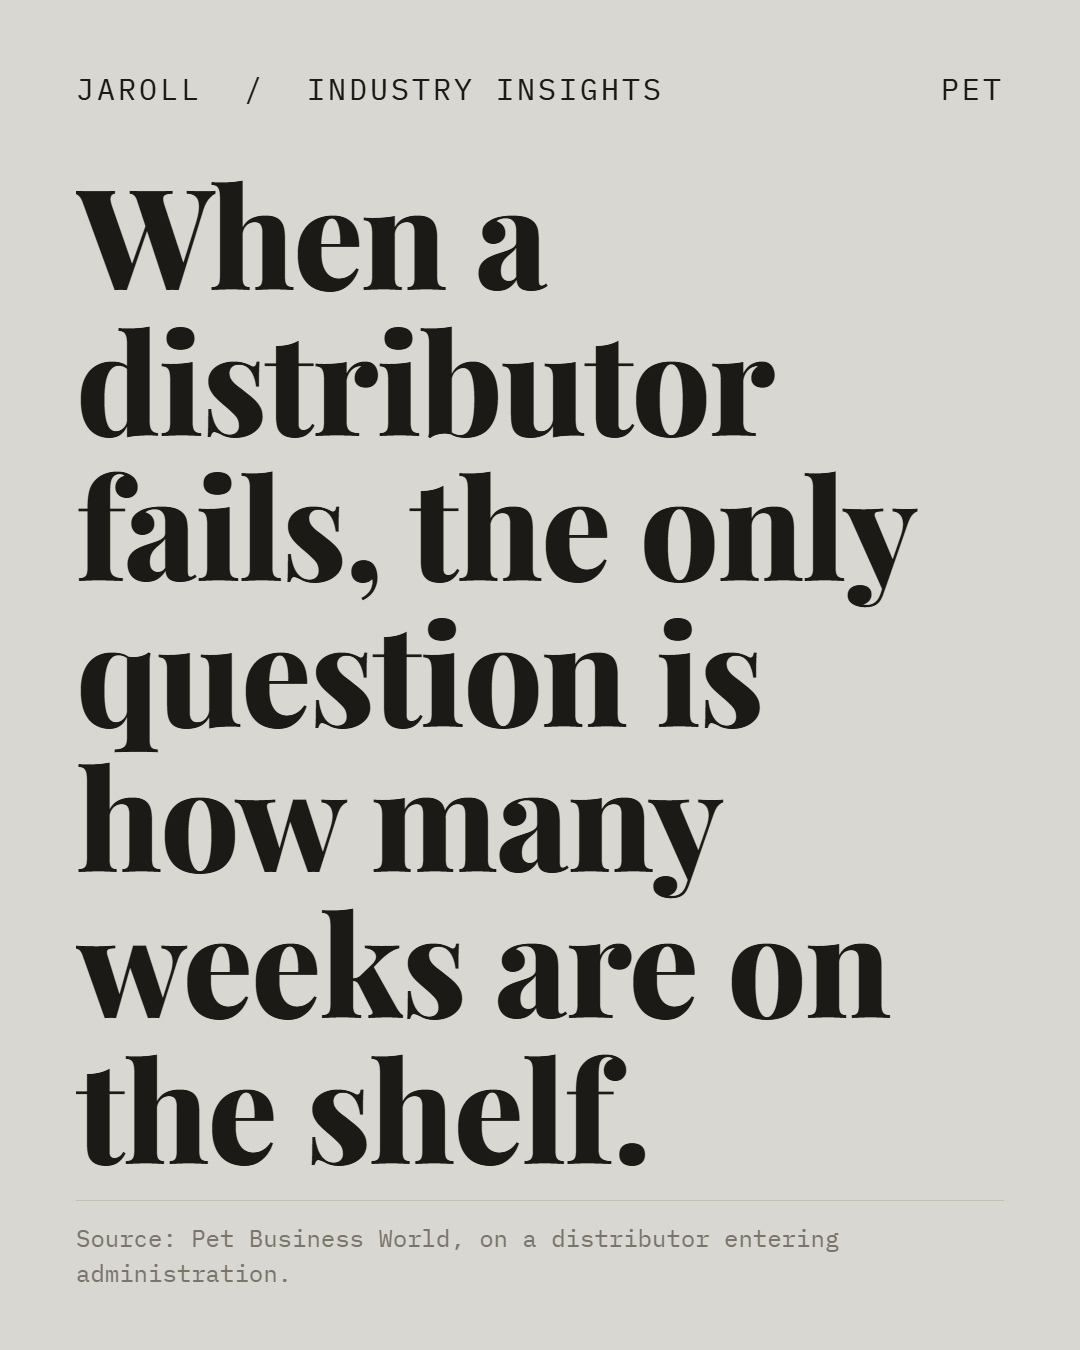 JAROLL / INDUSTRY INSIGHTS PET
When a
distributor
fails, the only
question is
how many
weeks are on
the shelf.
Source: Pet Business World, on a distributor entering
administration.